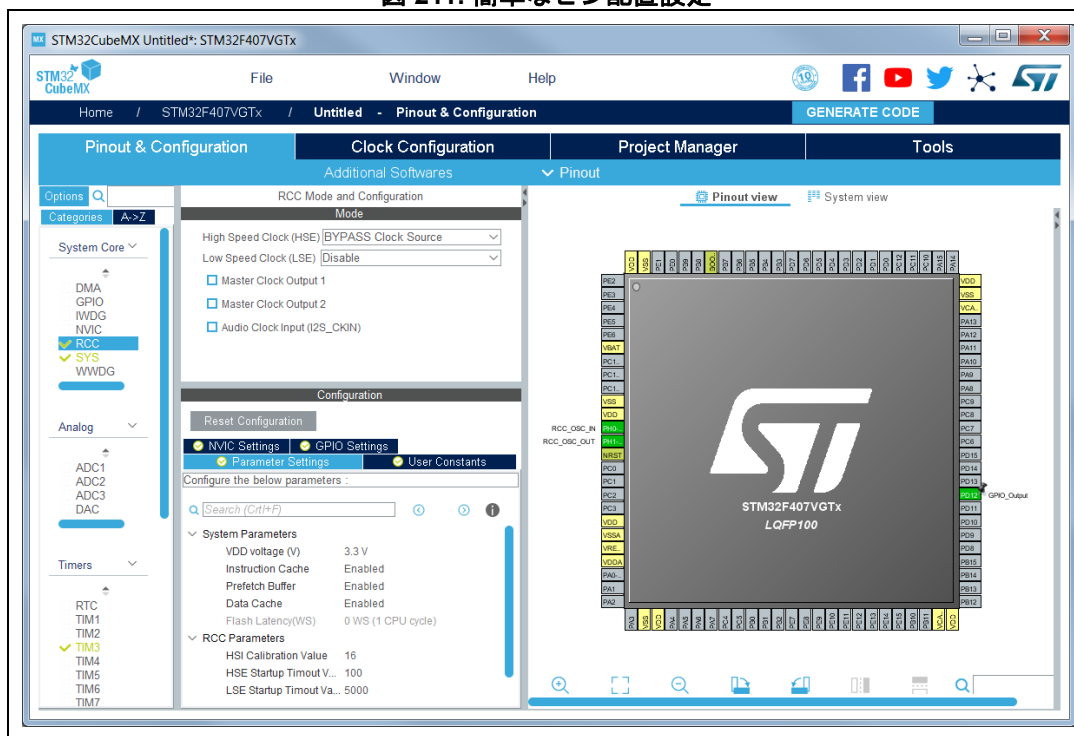 STM32CubeMX Untitled*: STM32F407VGTx
STM32 CubeMX
File Window Help
Home / STM32F407VGTx / Untitled - Pinout & Configuration
GENERATE CODE
Pinout & Configuration
Clock Configuration
Project Manager
Tools
Additional Softwares
Pinout
Options
Categories A->Z
System Core
DMA
GPIO
IWDG
NVIC
RCC
SYS
WWDG
Analog
ADC1
ADC2
ADC3
DAC
Timers
RTC
TIM1
TIM2
TIM3
TIM4
TIM5
TIM6
TIM7
RCC Mode and Configuration
Mode
High Speed Clock (HSE) BYPASS Clock Source
Low Speed Clock (LSE) Disable
Master Clock Output 1
Master Clock Output 2
Audio Clock Input (I2S_CKIN)
Configuration
Reset Configuration
NVIC Settings
GPIO Settings
Parameter Settings
User Constants
Configure the below parameters :
Search (Crtl+F)
System Parameters
VDD voltage (V) 3.3 V
Instruction Cache Enabled
Prefetch Buffer Enabled
Data Cache Enabled
Flash Latency(WS) 0 WS (1 CPU cycle)
RCC Parameters
HSI Calibration Value 16
HSE Startup Timout V... 100
LSE Startup Timout Va... 5000
Pinout view
System view
PE2
PE3
PE4
PE5
PE6
VBAT
PC1..
PC1..
PC1..
VSS
VDD
RCC_OSC_IN PH0-..
RCC_OSC_OUT PH1-..
NRST
PC0
PC1
PC2
PC3
VDD
VSSA
VRE..
VDDA
PA0-..
PA1
PA2
STM32F407VGTx
LQFP100
VDD
VSS
VCA..
PA13
PA12
PA11
PA10
PA9
PA8
PC9
PC8
PC7
PC6
PD15
PD14
PD13
PD12 GPIO_Output
PD11
PD10
PD9
PD8
PB15
PB14
PB13
PB12